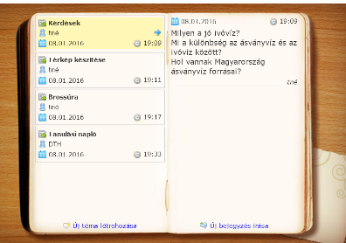 Kérdések
tné
08.01.2016 19:09
Térkép készítése
tné
08.01.2016 19:11
Brossúra
tné
08.01.2016 19:17
Tanulási napló
DTH
08.01.2016 19:33
Új téma létrehozása
08.01.2016 19:09
Milyen a jó ivóvíz?
Mi a különbség az ásványvíz és az
ivóvíz között?
Hol vannak Magyarország
ásványvíz forrásai?
tné
Új bejegyzés írása